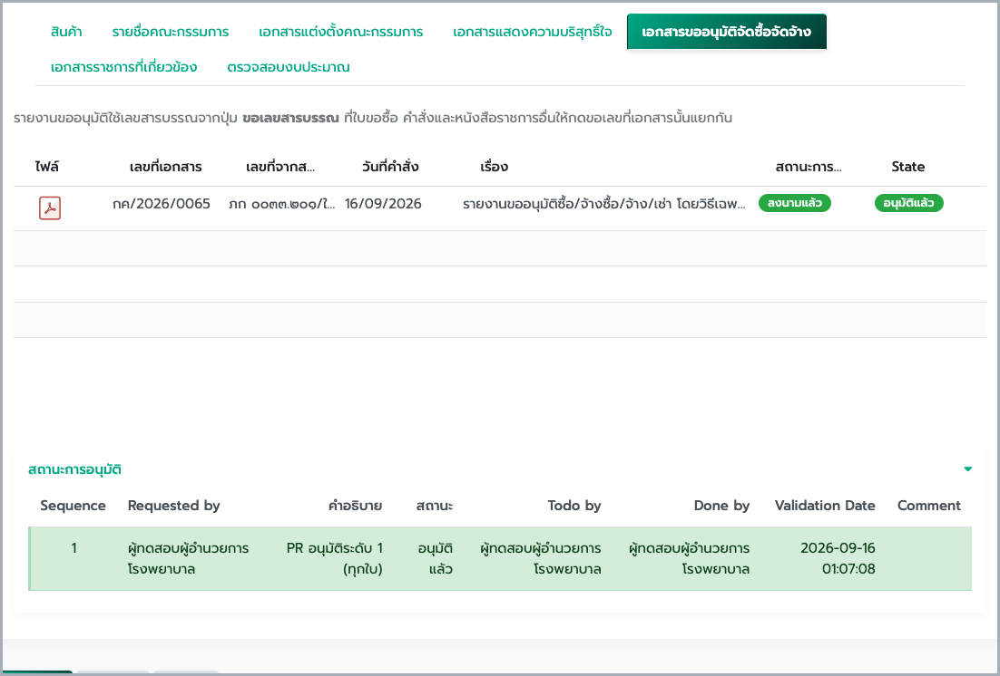 สินค้า รายชื่อคณะกรรมการ เอกสารแต่งตั้งคณะกรรมการ เอกสารแสดงความบริสุทธิ์ใจ เอกสารขออนุมัติจัดซื้อจัดจ้าง
เอกสารราชการที่เกี่ยวข้อง ตรวจสอบงบประมาณ
รายงานขออนุมัติใช้เลขสารบรรณจากปุ่ม ขอเลขสารบรรณ ที่ใบขอซื้อ คำสั่งและหนังสือราชการอื่นให้กดขอเลขที่เอกสารนั้นแยกกัน
ไฟล์ เลขที่เอกสาร เลขที่จากส... วันที่คำสั่ง เรื่อง สถานะการ... State
กค/2026/0065 ภก ๐๐๓๓.๒๐๑/ใ... 16/09/2026 รายงานขออนุมัติซื้อ/จ้างซื้อ/จ้าง/เช่า โดยวิธีเฉพ... ลงนามแล้ว อนุมัติแล้ว
สถานะการอนุมัติ
Sequence Requested by คำอธิบาย สถานะ Todo by Done by Validation Date Comment
1 ผู้ทดสอบผู้อำนวยการ PR อนุมัติระดับ 1 อนุมัติ ผู้ทดสอบผู้อำนวยการ ผู้ทดสอบผู้อำนวยการ 2026-09-16
โรงพยาบาล (ทุกใบ) แล้ว โรงพยาบาล โรงพยาบาล 01:07:08